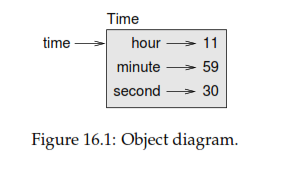 Time
time hour 11
minute 59
second 30
Figure 16.1: Object diagram.